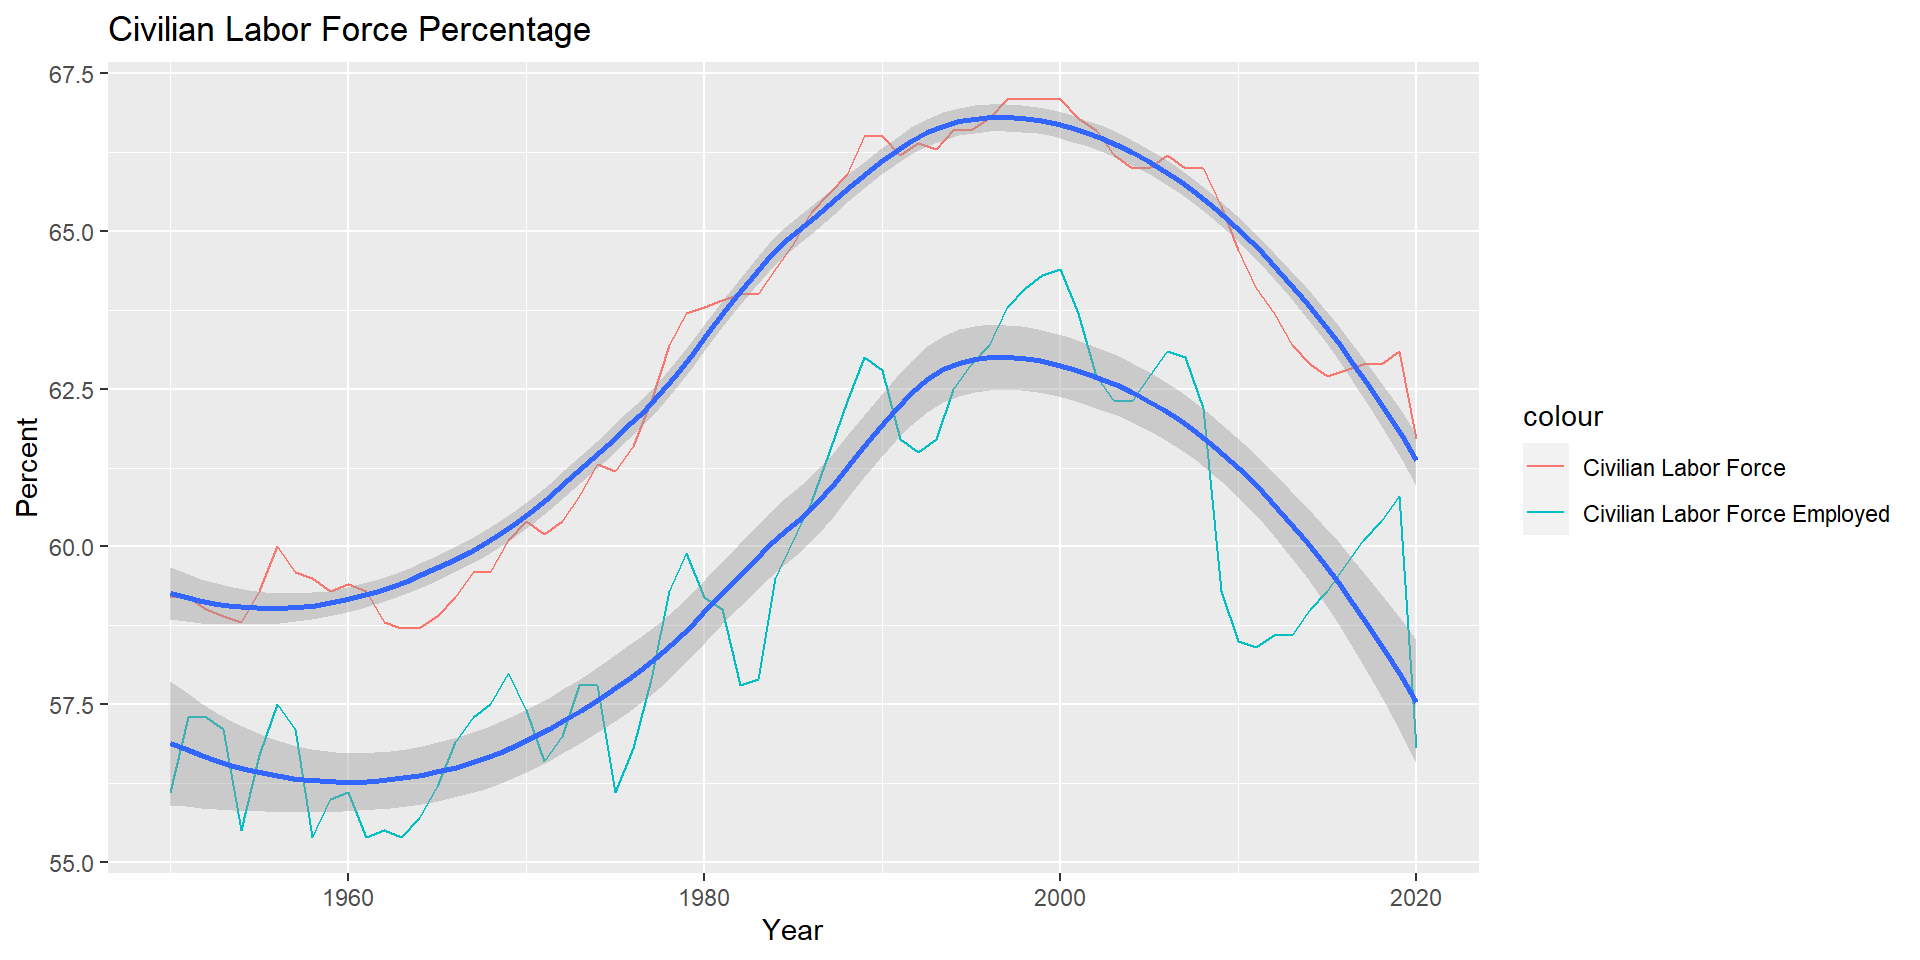 Civilian Labor Force Percentage
67.5
65.0
62.5
60.0
57.5
55.0
Percent
1960
1980
2000
2020
Year
colour
Civilian Labor Force
Civilian Labor Force Employed